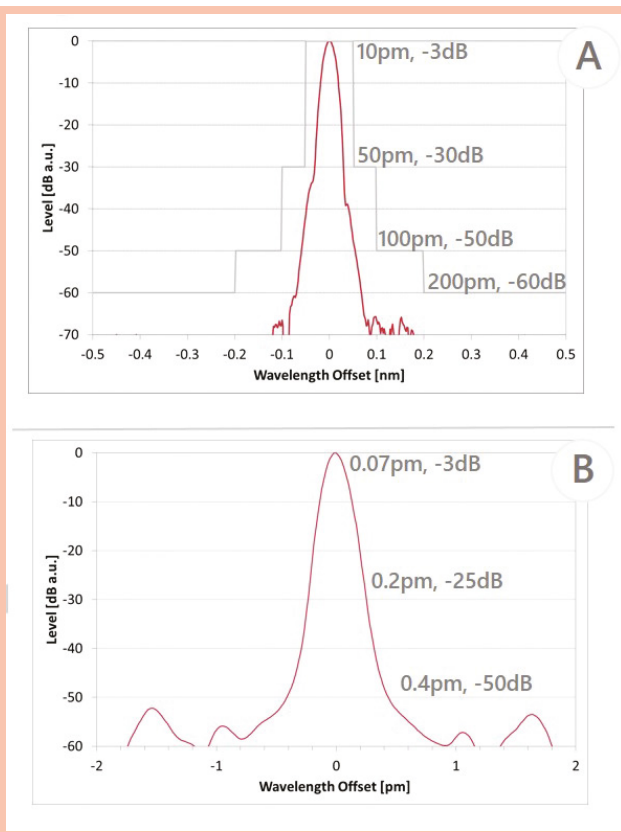 A
0
-10
-20
-30
-40
-50
-60
-70
Level [dB a.u.]
10pm, -3dB
50pm, -30dB
100pm, -50dB
200pm, -60dB
-0.5 -0.4 -0.3 -0.2 -0.1 0 0.1 0.2 0.3 0.4 0.5
Wavelength Offset [nm]
B
0
-10
-20
-30
-40
-50
-60
Level [dB a.u.]
0.07pm, -3dB
0.2pm, -25dB
0.4pm, -50dB
-2 -1 0 1 2
Wavelength Offset [pm]